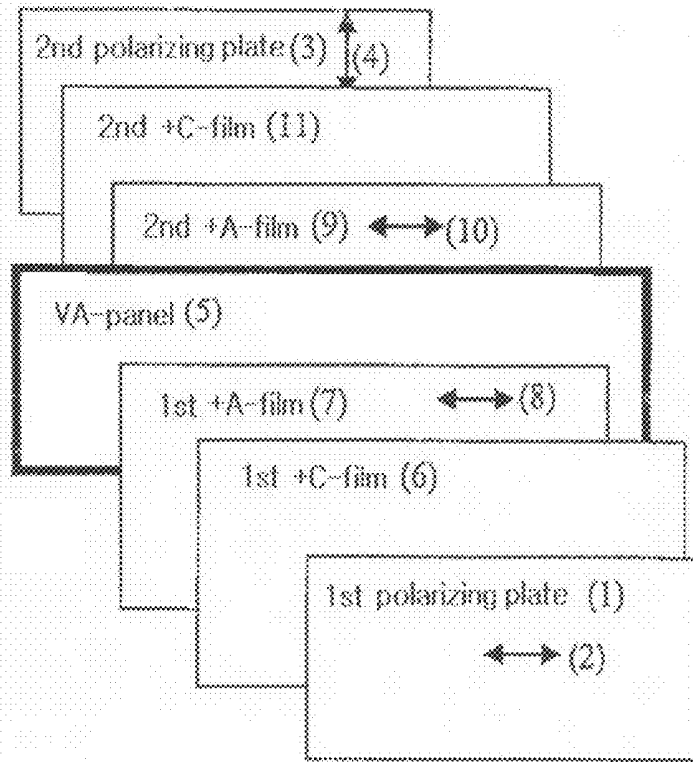 2nd polarizing plate (3) (4)
2nd +C-film (11)
2nd +A-film (9) (10)
VA-panel (5)
1st +A-film (7) (8)
1st +C-film (6)
1st polarizing plate (1)
(2)